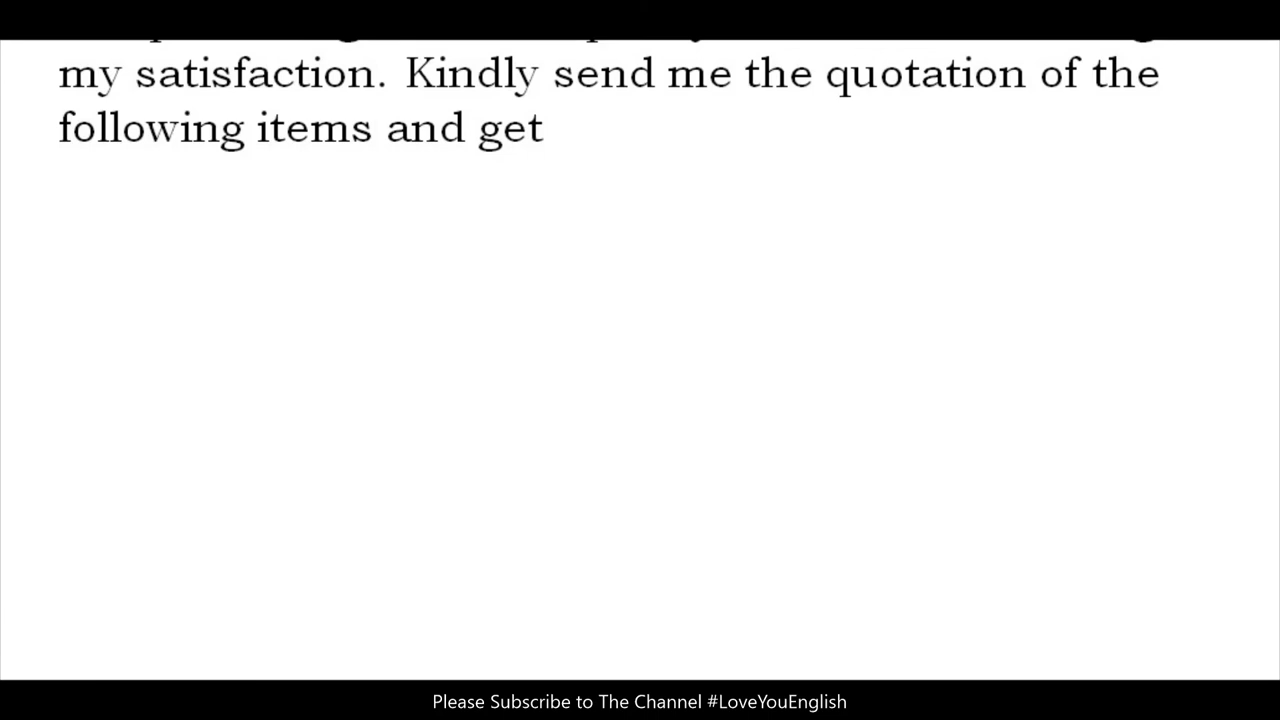 my satisfaction. Kindly send me the quotation of the
following items and get
Please Subscribe to The Channel #LoveYouEnglish